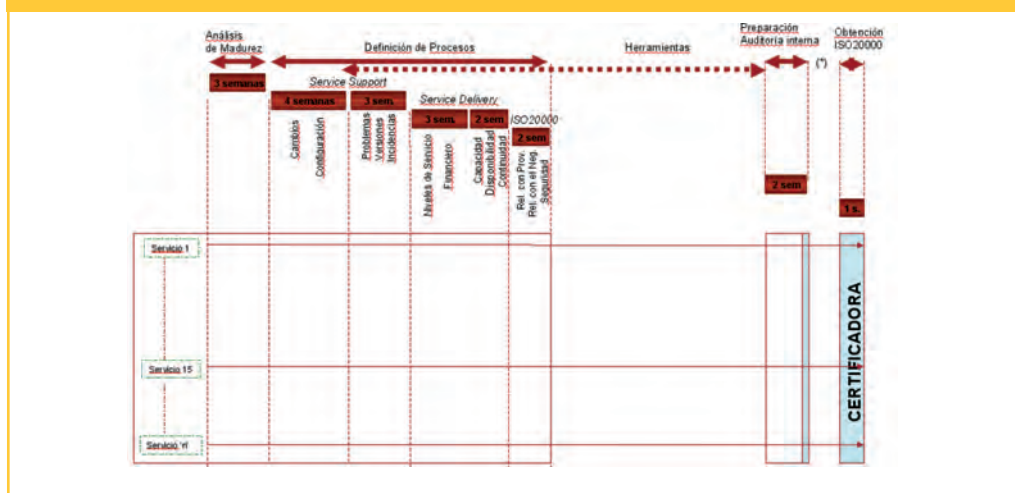 Análisis
de Madurez
Definición de Procesos
Herramientas
Preparación
Auditoría interna
(*)
Obtención
ISO20000
3 semanas
Service Support
4 semanas
3 sem.
Service Delivery
3 sem.
2 sem
ISO20000
2 sem
Cambios
Configuración
Problemas
Versiones
Incidencias
Niveles de Servicio
Financiero
Capacidad
Disponibilidad
Continuidad
Rel. con Prov.
Rel. con el Neg.
Seguridad
2 sem
1 s.
Servicio 1
Servicio 15
Servicio 'n'
CERTIFICADORA